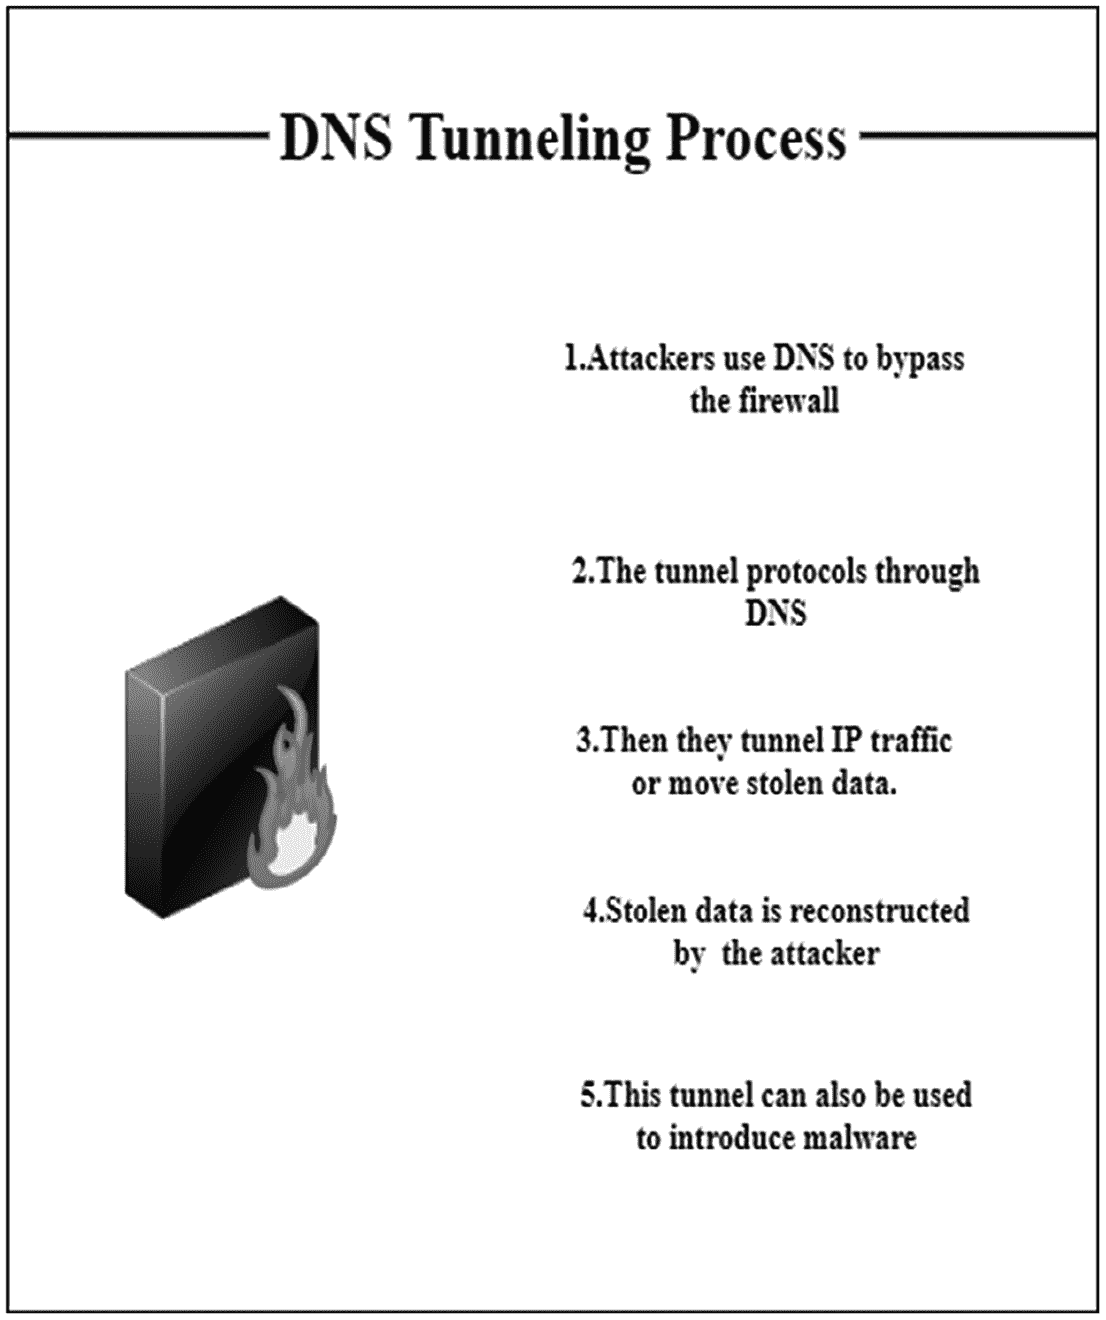 DNS Tunneling Process
1.Attackers use DNS to bypass
the firewall
2.The tunnel protocols through
DNS
3.Then they tunnel IP traffic
or move stolen data.
4.Stolen data is reconstructed
by the attacker
5.This tunnel can also be used
to introduce malware